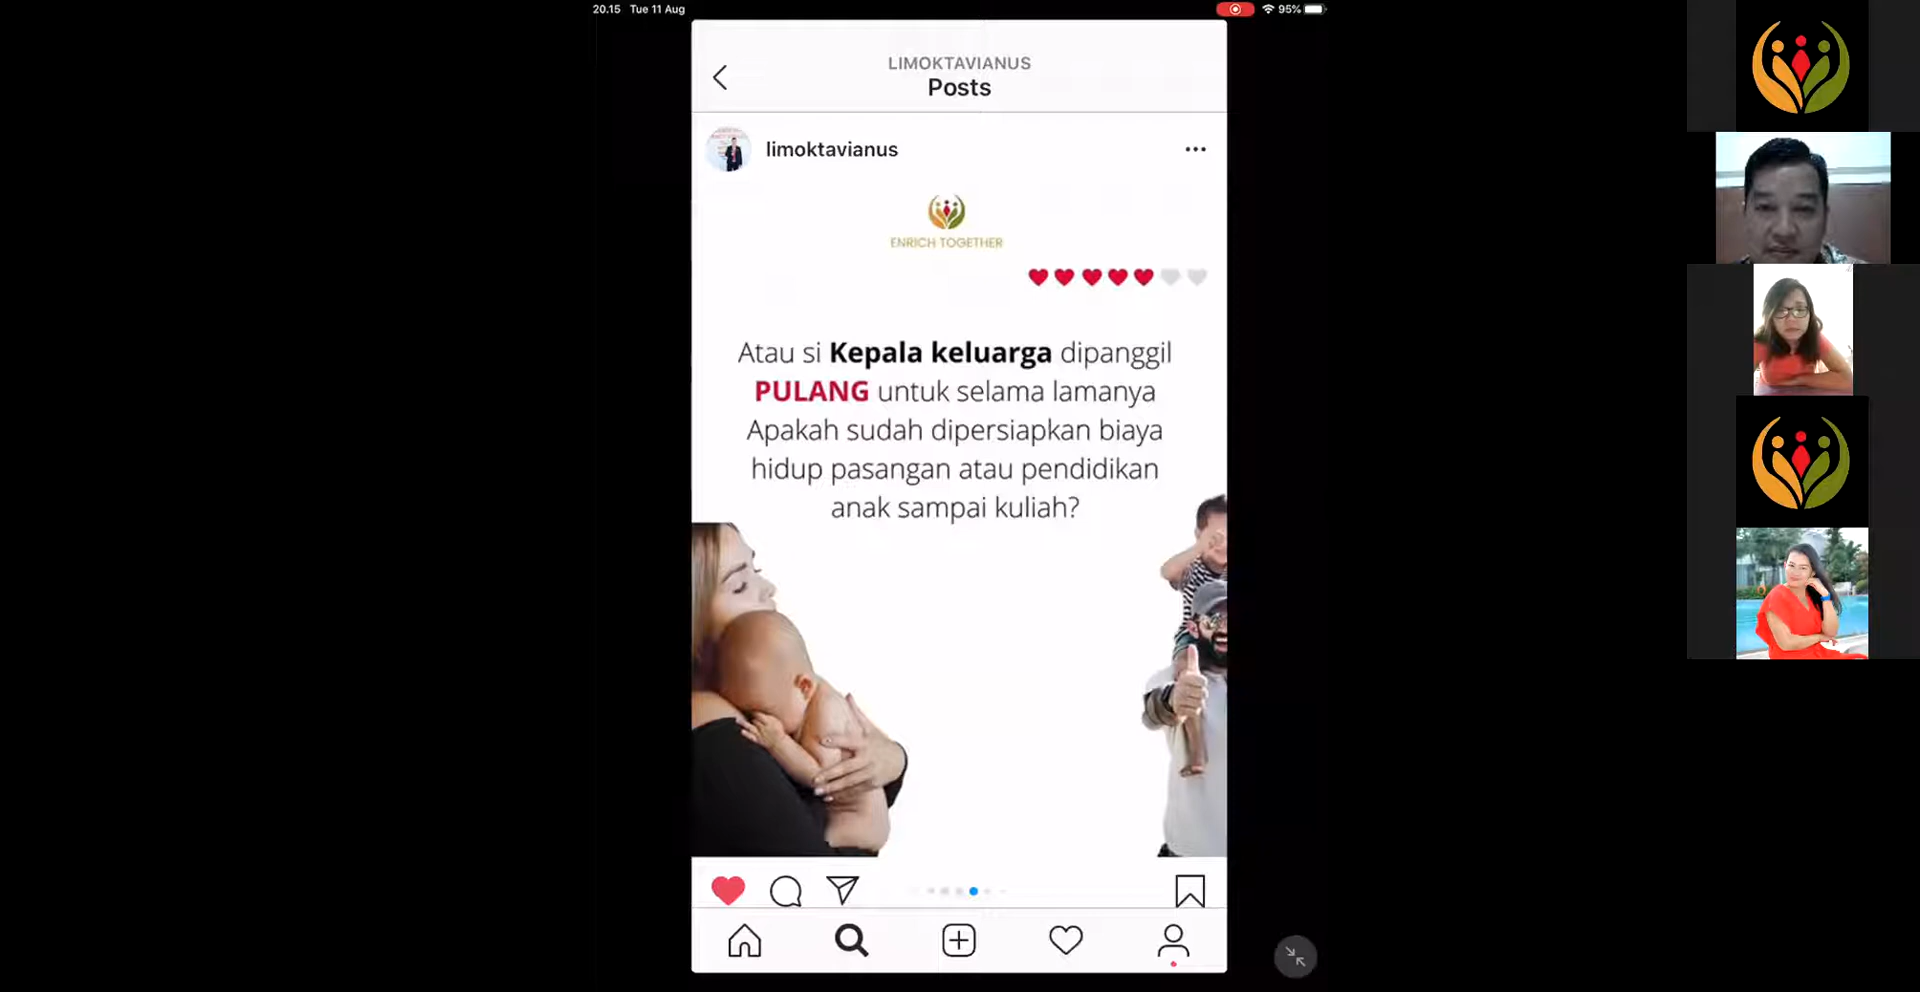 20.15 Tue 11 Aug
95%
LIMOKTAVIANUS
Posts
limoktavianus
ENRICH TOGETHER
Atau si Kepala keluarga dipanggil
PULANG untuk selama lamanya
Apakah sudah dipersiapkan biaya
hidup pasangan atau pendidikan
anak sampai kuliah?